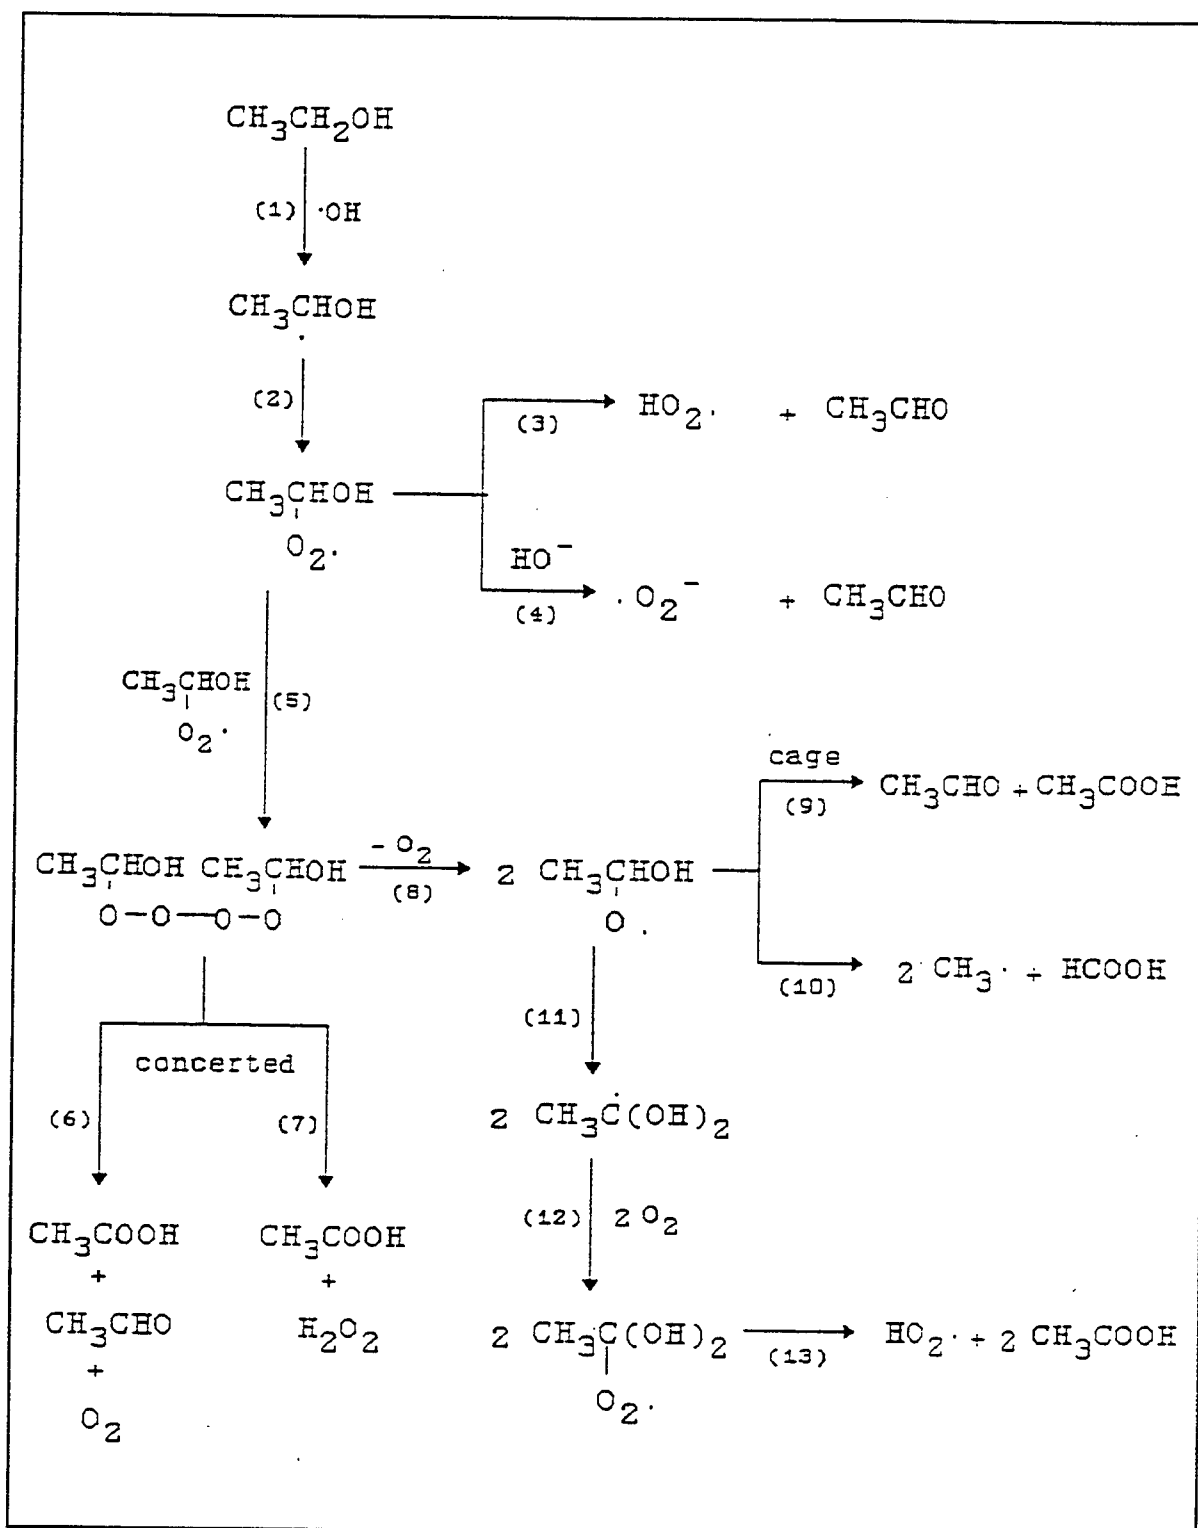 CH₃CH₂OH
(1) ·OH
CH₃CHOH
·
(2)
(3) HO₂· + CH₃CHO
CH₃CHOH
O₂·
HO⁻
(4) ·O₂⁻ + CH₃CHO
CH₃CHOH
O₂·
(5)
cage
(9) CH₃CHO + CH₃COOH
CH₃CHOH CH₃CHOH
O-O-O-O
- O₂
(8) 2 CH₃CHOH
O·
(10) 2 CH₃· + HCOOH
(11)
concerted
(6) (7)
2 CH₃Ċ(OH)₂
(12) 2 O₂
CH₃COOH
+
CH₃CHO
+
O₂
CH₃COOH
+
H₂O₂
2 CH₃C(OH)₂
O₂·
(13) HO₂· + 2 CH₃COOH